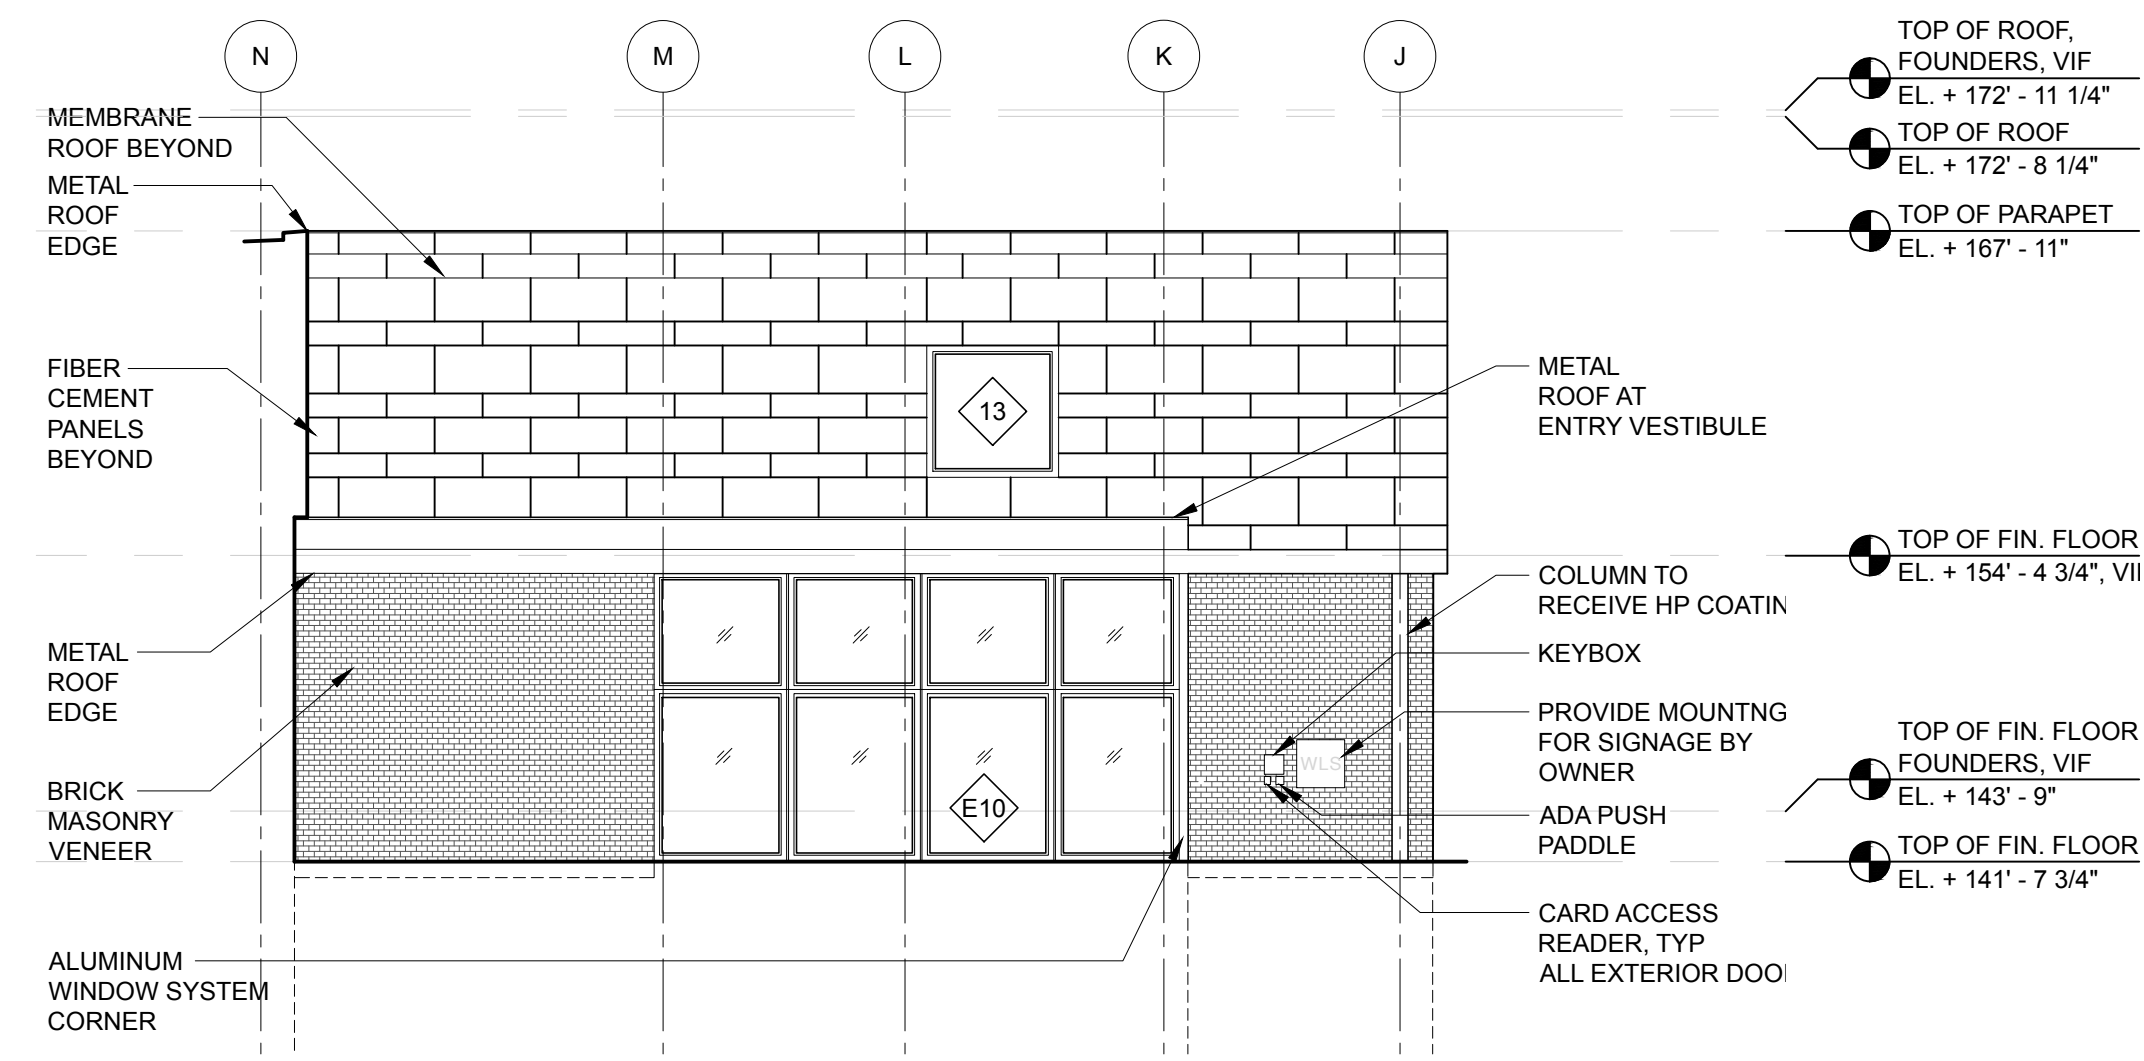 N
M
L
K
J
TOP OF ROOF,
FOUNDERS, VIF
EL. + 172' - 11 1/4"
TOP OF ROOF
EL. + 172' - 8 1/4"
TOP OF PARAPET
EL. + 167' - 11"
TOP OF FIN. FLOOR
EL. + 154' - 4 3/4", VI
TOP OF FIN. FLOOR
FOUNDERS, VIF
EL. + 143' - 9"
TOP OF FIN. FLOOR
EL. + 141' - 7 3/4"
MEMBRANE
ROOF BEYOND
METAL
ROOF
EDGE
FIBER
CEMENT
PANELS
BEYOND
METAL
ROOF
EDGE
BRICK
MASONRY
VENEER
ALUMINUM
WINDOW SYSTEM
CORNER
13
E10
WLS
METAL
ROOF AT
ENTRY VESTIBULE
COLUMN TO
RECEIVE HP COATIN
KEYBOX
PROVIDE MOUNTNG
FOR SIGNAGE BY
OWNER
ADA PUSH
PADDLE
CARD ACCESS
READER, TYP
ALL EXTERIOR DOO